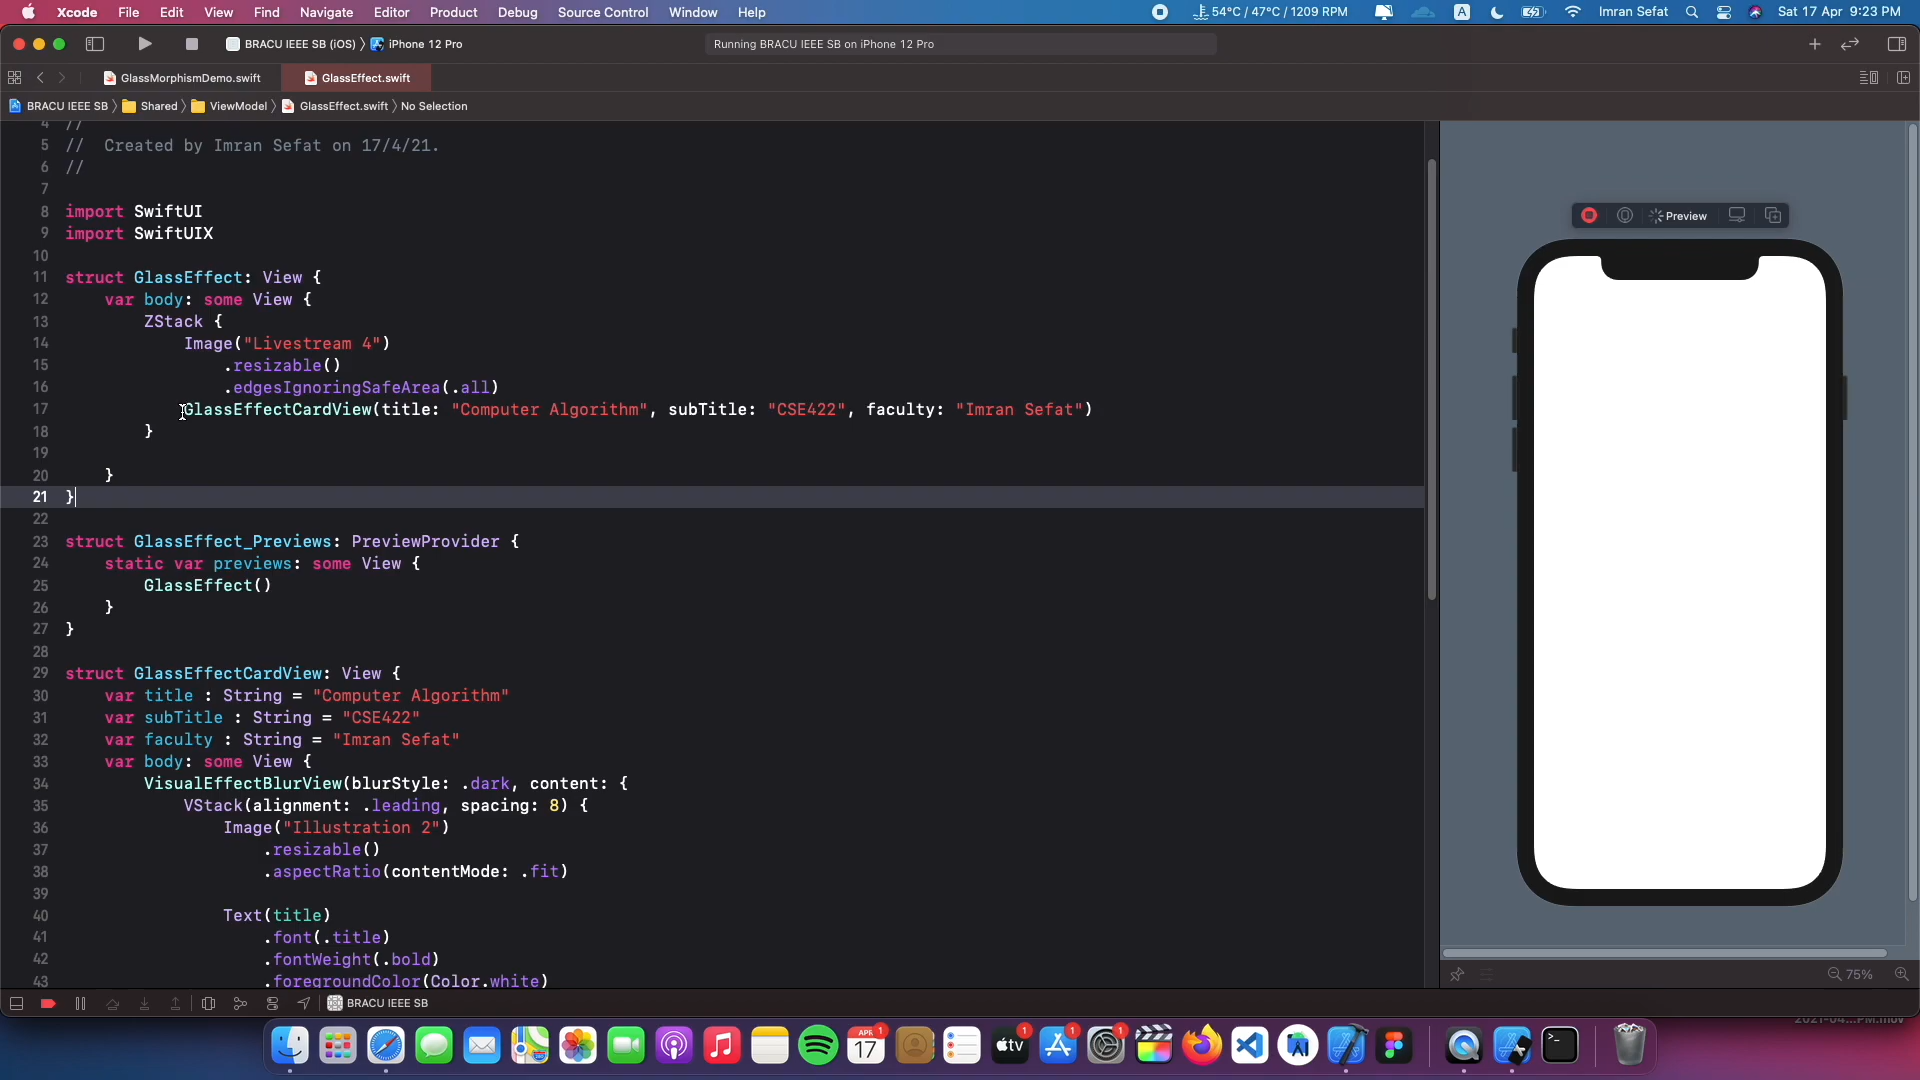 Xcode File Edit View Find Navigate Editor Product Debug Source Control Window Help 54°C / 47°C / 1209 RPM A Imran Sefat Sat 17 Apr 9:23 PM
BRACU IEEE SB (iOS) iPhone 12 Pro Running BRACU IEEE SB on iPhone 12 Pro
GlassMorphismDemo.swift GlassEffect.swift
BRACU IEEE SB Shared ViewModel GlassEffect.swift No Selection
4 //
5 // Created by Imran Sefat on 17/4/21.
6 //
7
8 import SwiftUI
9 import SwiftUIX
10
11 struct GlassEffect: View {
12 var body: some View {
13 ZStack {
14 Image("Livestream 4")
15 .resizable()
16 .edgesIgnoringSafeArea(.all)
17 GlassEffectCardView(title: "Computer Algorithm", subTitle: "CSE422", faculty: "Imran Sefat")
18 }
19
20 }
21 }
22
23 struct GlassEffect_Previews: PreviewProvider {
24 static var previews: some View {
25 GlassEffect()
26 }
27 }
28
29 struct GlassEffectCardView: View {
30 var title : String = "Computer Algorithm"
31 var subTitle : String = "CSE422"
32 var faculty : String = "Imran Sefat"
33 var body: some View {
34 VisualEffectBlurView(blurStyle: .dark, content: {
35 VStack(alignment: .leading, spacing: 8) {
36 Image("Illustration 2")
37 .resizable()
38 .aspectRatio(contentMode: .fit)
39
40 Text(title)
41 .font(.title)
42 .fontWeight(.bold)
43 .foregroundColor(Color.white)
Preview
75%
BRACU IEEE SB
APR 17 1
tv 1
1
1